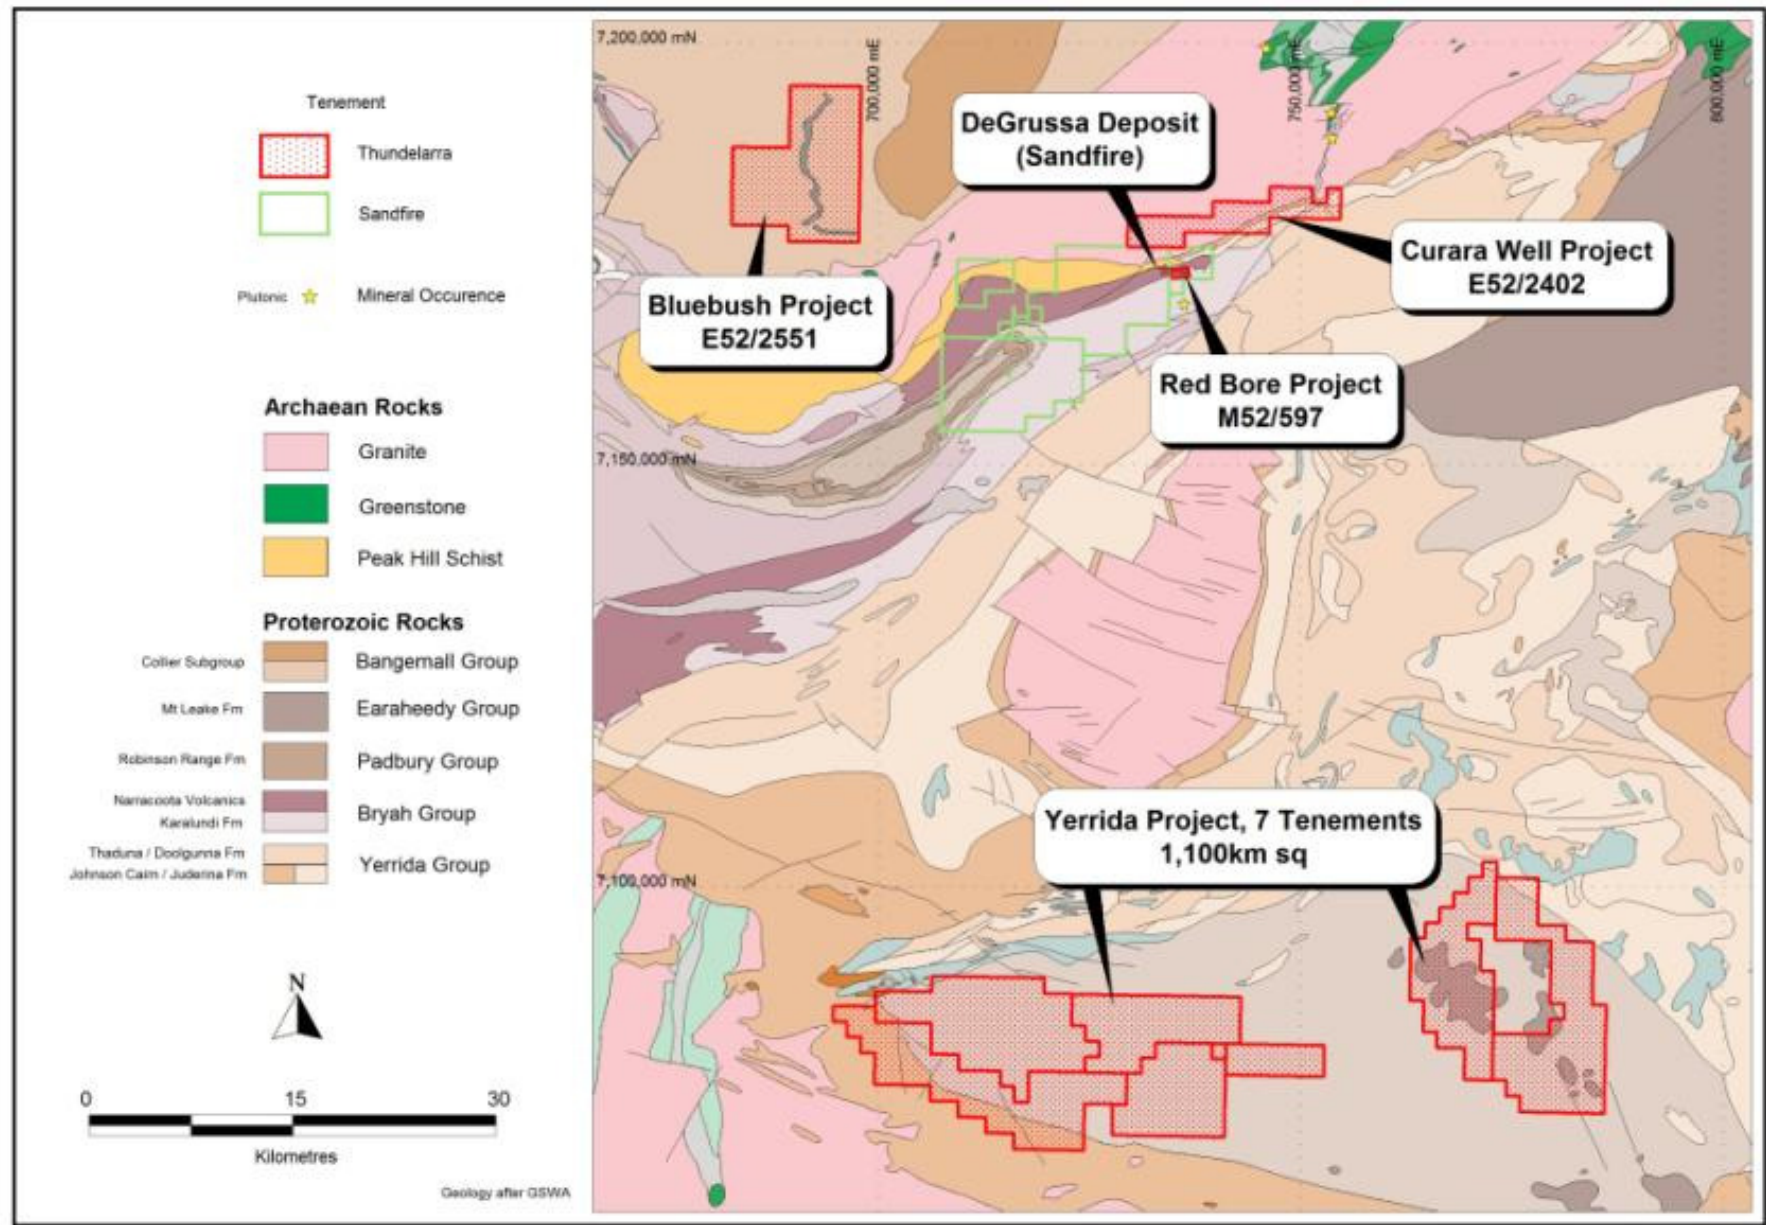 Tenement
Thundelarra
Sandfire
Plutonic
Mineral Occurence
Archaean Rocks
Granite
Greenstone
Peak Hill Schist
Proterozoic Rocks
Collier Subgroup
Bangemall Group
Mt Leake Fm
Earaheedy Group
Robinson Range Fm
Padbury Group
Narracoota Volcanics
Karalundi Fm
Bryah Group
Thaduna / Doolgunna Fm
Johnson Cairn / Juderina Fm
Yerrida Group
N
0 15 30
Kilometres
Geology after GSWA
7,200,000 mN
700,000 mE
750,000 mE
800,000 mE
DeGrussa Deposit
(Sandfire)
Curara Well Project
E52/2402
Bluebush Project
E52/2551
Red Bore Project
M52/597
7,150,000 mN
Yerrida Project, 7 Tenements
1,100km sq
7,100,000 mN